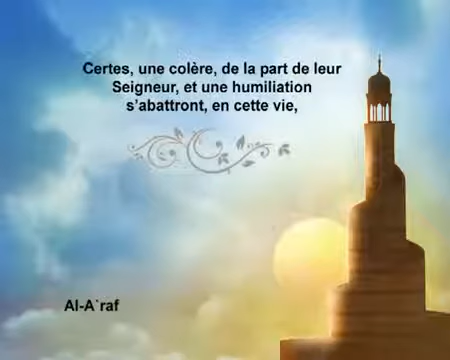 Certes, une colère, de la part de leur
Seigneur, et une humiliation
s'abattront, en cette vie,
Al-A`raf